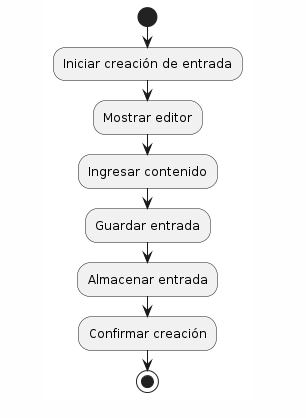 Iniciar creación de entrada
Mostrar editor
Ingresar contenido
Guardar entrada
Almacenar entrada
Confirmar creación